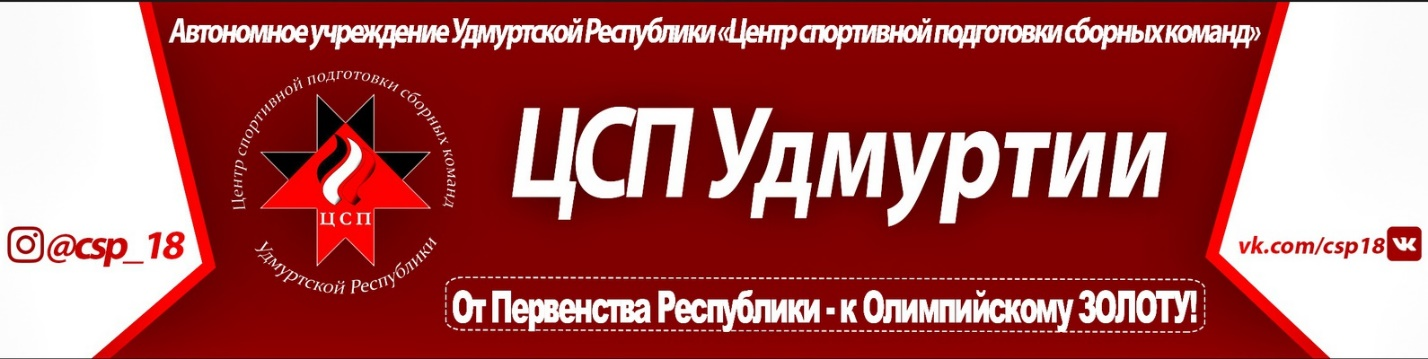 Автономное учреждение Удмуртской Республики «Центр спортивной подготовки сборных команд»
Центр спортивной подготовки сборных команд
ЦСП
Удмуртской Республики
ЦСП Удмуртии
@csp_18
vk.com/csp18
От Первенства Республики - к Олимпийскому ЗОЛОТУ!